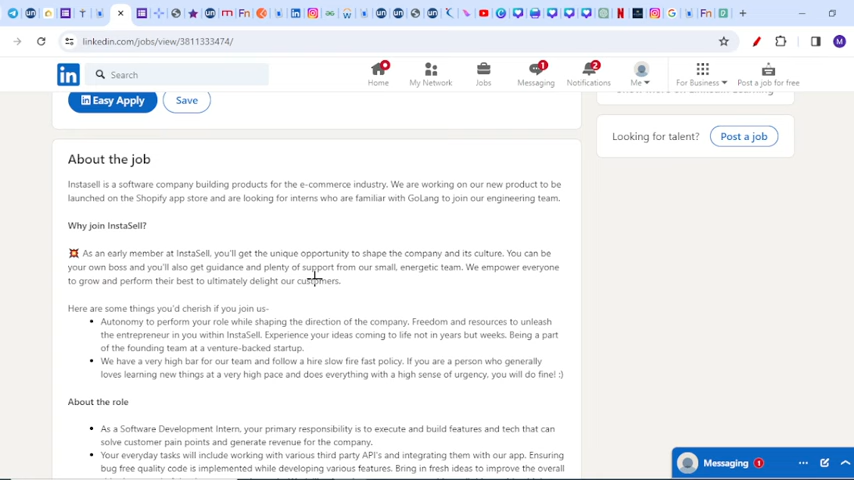 linkedin.com/jobs/view/3811333474/
M
in
Search
Home
My Network
Jobs
1
Messaging
2
Notifications
Me
For Business
Post a job for free
Easy Apply
Save
Looking for talent?
Post a job
About the job
Instasell is a software company building products for the e-commerce industry. We are working on our new product to be
launched on the Shopify app store and are looking for interns who are familiar with GoLang to join our engineering team.
Why join InstaSell?
As an early member at InstaSell, you'll get the unique opportunity to shape the company and its culture. You can be
your own boss and you'll also get guidance and plenty of support from our small, energetic team. We empower everyone
to grow and perform their best to ultimately delight our customers.
Here are some things you'd cherish if you join us-
Autonomy to perform your role while shaping the direction of the company. Freedom and resources to unleash
the entrepreneur in you within InstaSell. Experience your ideas coming to life not in years but weeks. Being a part
of the founding team at a venture-backed startup.
We have a very high bar for our team and follow a hire slow fire fast policy. If you are a person who generally
loves learning new things at a very high pace and does everything with a high sense of urgency, you will do fine! :)
About the role
As a Software Development Intern, your primary responsibility is to execute and build features and tech that can
solve customer pain points and generate revenue for the company.
Your everyday tasks will include working with various third party API's and integrating them with our app. Ensuring
bug free quality code is implemented while developing various features. Bring in fresh ideas to improve the overall
Messaging
1